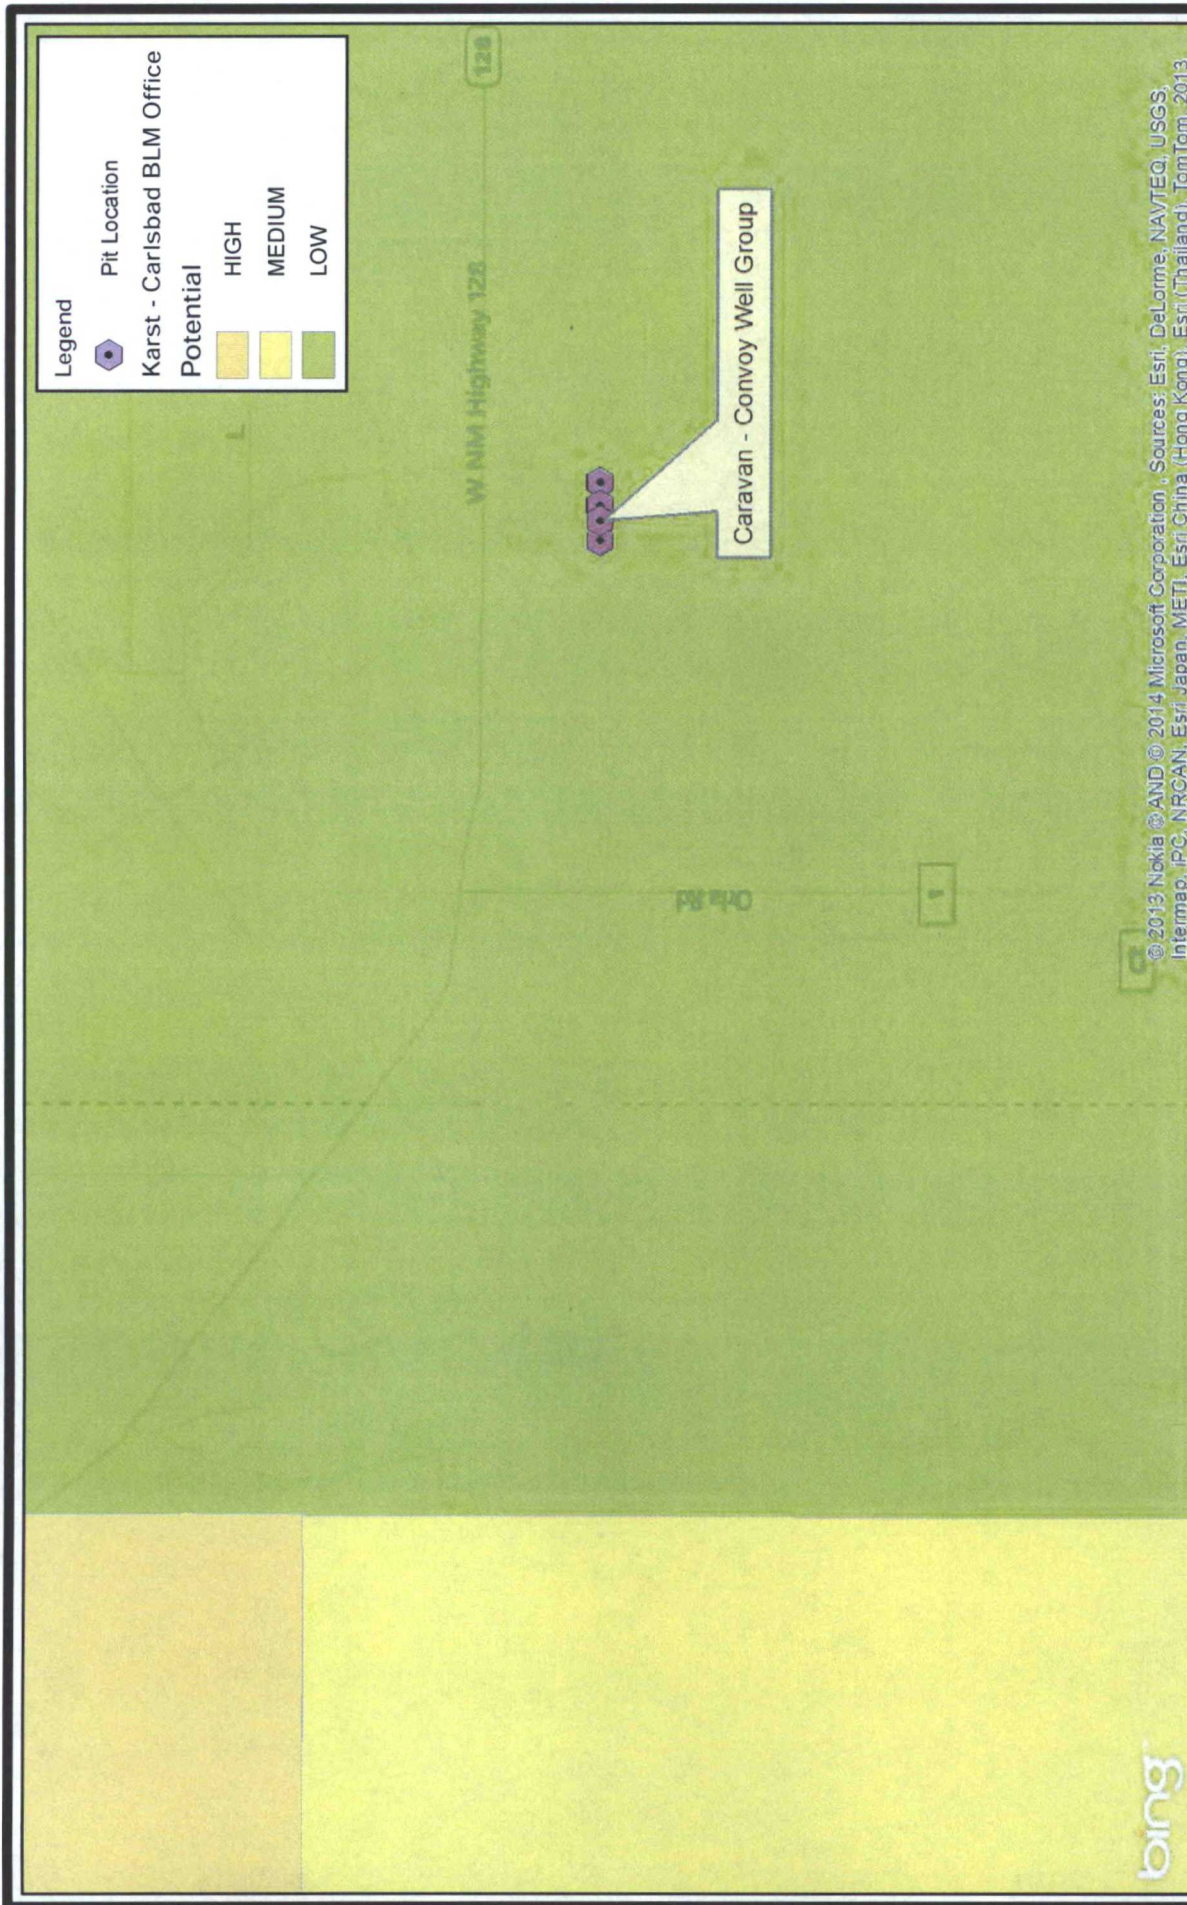 Legend
Pit Location
Karst - Carlsbad BLM Office
Potential
HIGH
MEDIUM
LOW
128
W NM Highway 128
Caravan - Convoy Well Group
Orla Rd
1
bing
© 2013 Nokia © AND © 2014 Microsoft Corporation , Sources: Esri, DeLorme, NAVTEQ, USGS,
Intermap, iPC, NRCAN, Esri Japan, METI, Esri China (Hong Kong), Esri (Thailand), TomTom, 2013